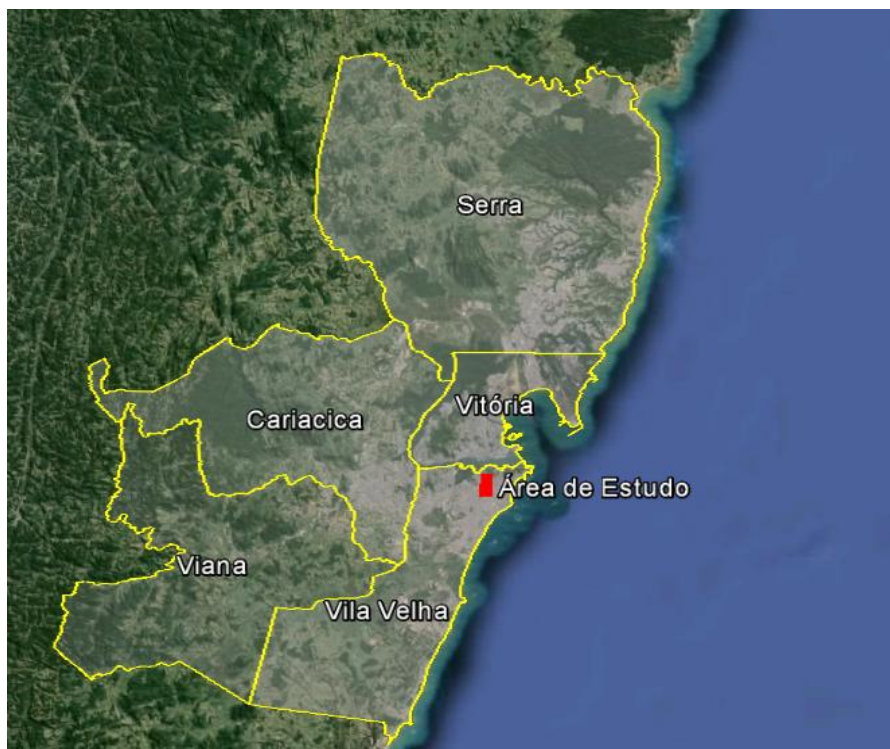 Serra
Vitória
Cariacica
Área de Estudo
Viana
Vila Velha